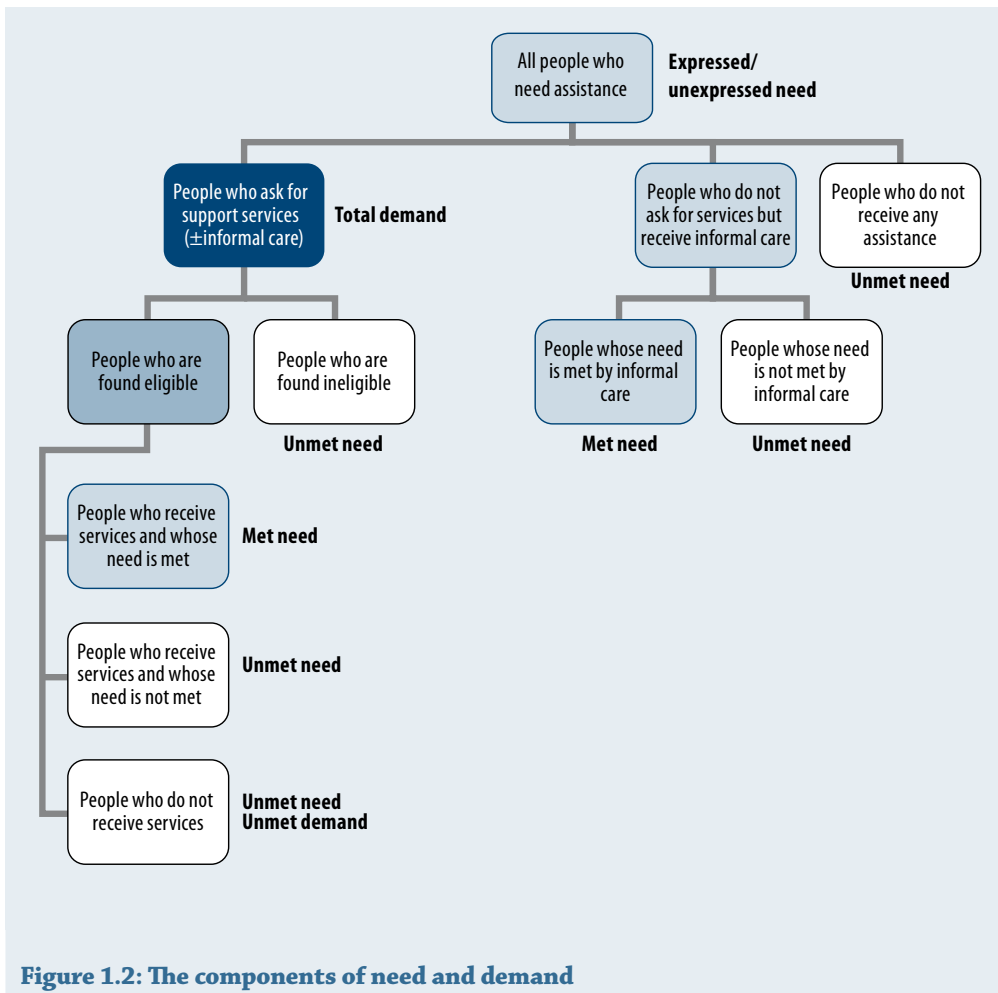 All people who
need assistance
Expressed/
unexpressed need
People who ask for
support services
(±informal care)
Total demand
People who do not
ask for services but
receive informal care
People who do not
receive any
assistance
Unmet need
People who are
found eligible
People who are
found ineligible
Unmet need
People whose need
is met by informal
care
Met need
People whose need
is not met by
informal care
Unmet need
People who receive
services and whose
need is met
Met need
People who receive
services and whose
need is not met
Unmet need
People who do not
receive services
Unmet need
Unmet demand
Figure 1.2: The components of need and demand